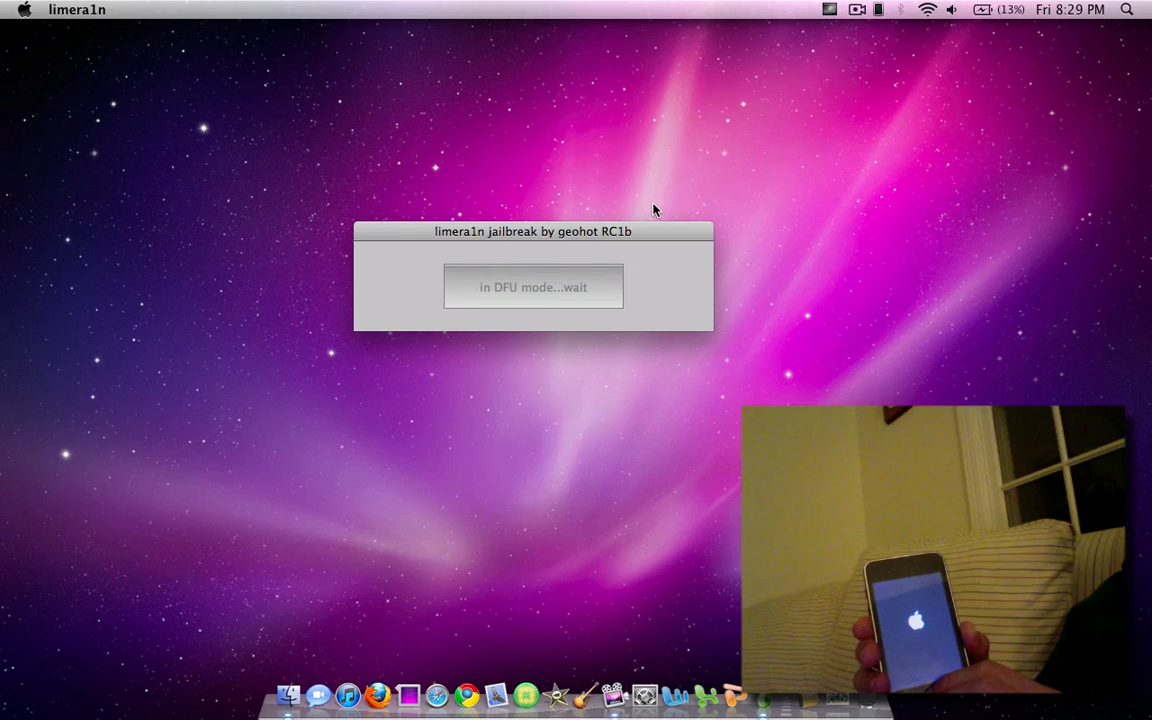 limera1n
(13%)
Fri 8:29 PM
limera1n jailbreak by geohot RC1b
in DFU mode...wait